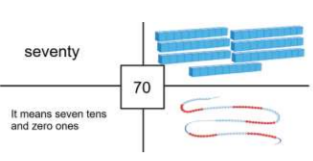 seventy
70
It means seven tens
and zero ones